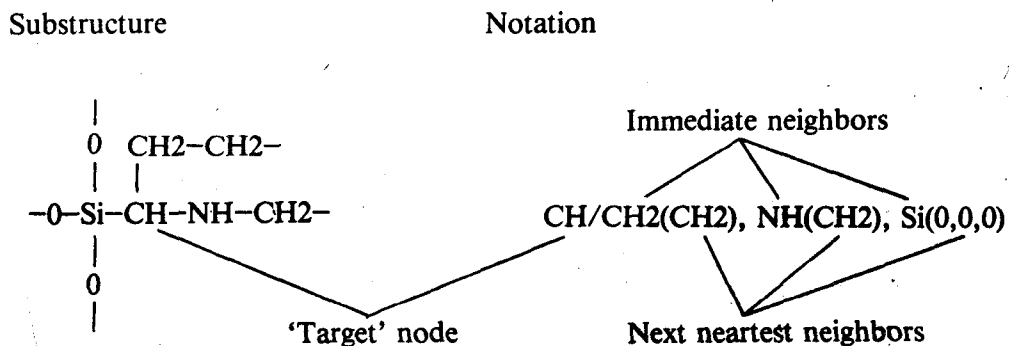 Substructure Notation
Immediate neighbors
0 CH2-CH2-
-0-Si-CH-NH-CH2- CH/CH2(CH2), NH(CH2), Si(0,0,0)
0
'Target' node Next neartest neighbors